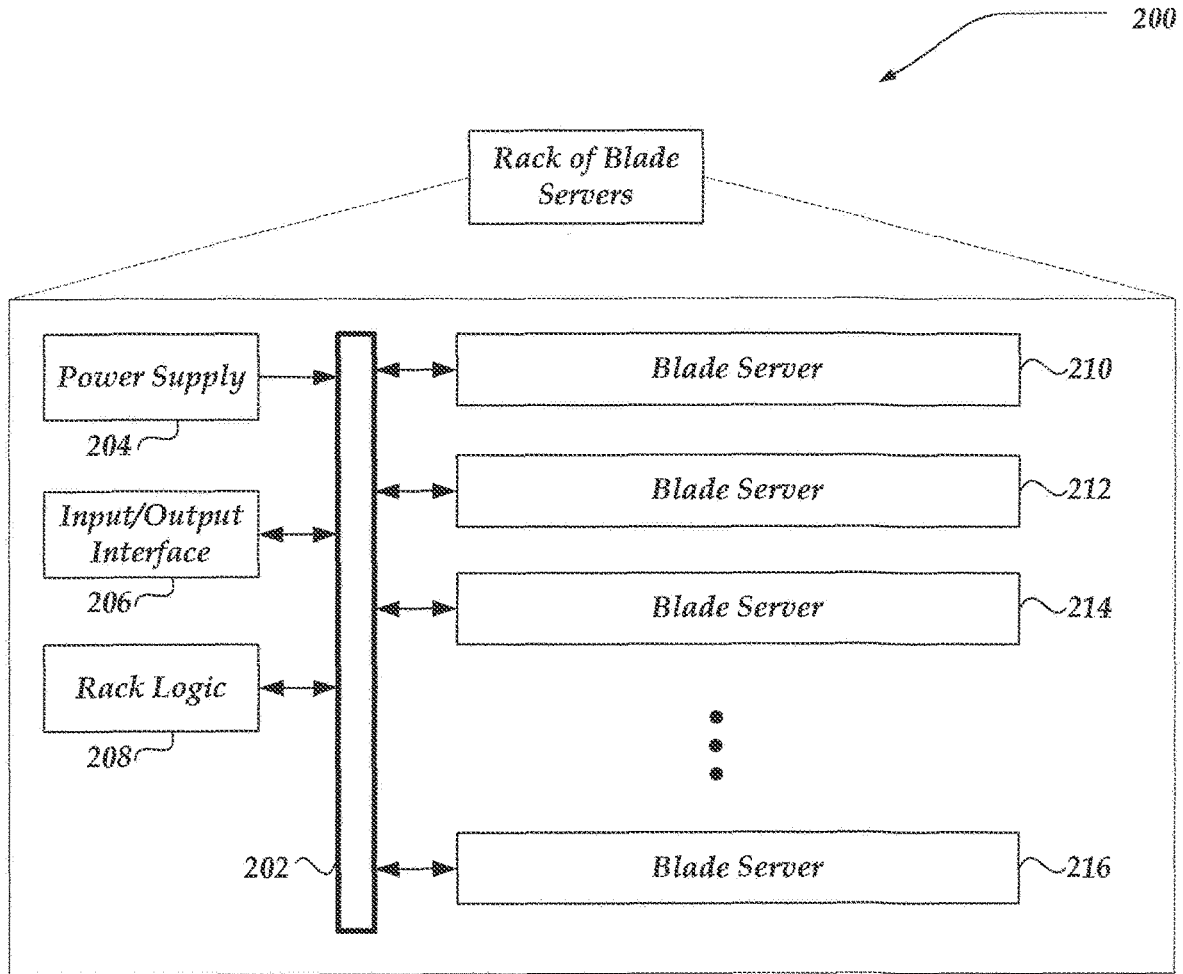 200
Rack of Blade
Servers
Power Supply
204
Input/Output
Interface
206
Rack Logic
208
202
Blade Server
210
Blade Server
212
Blade Server
214
Blade Server
216